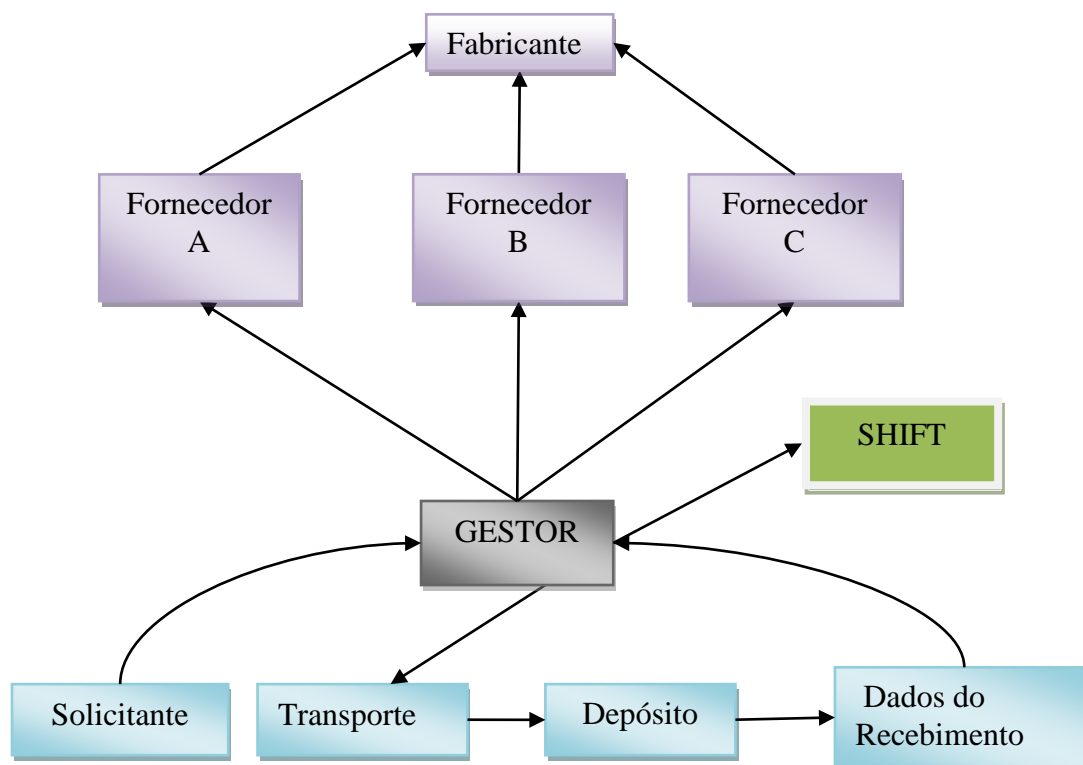 Fabricante
Fornecedor
A
Fornecedor
B
Fornecedor
C
SHIFT
GESTOR
Solicitante
Transporte
Depósito
Dados do
Recebimento